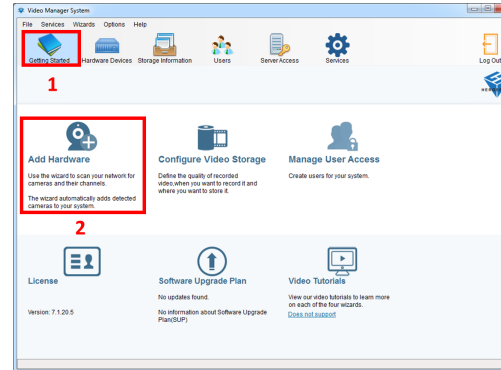 Video Manager System
File Services Wizards Options Help
Getting Started Hardware Devices Storage Information Users Server Access Services Log Out
1
Add Hardware Configure Video Storage Manage User Access
Use the wizard to scan your network for
cameras and their channels.
The wizard automatically adds detected
cameras to your system.
Define the quality of recorded
video,when you want to record it and
where you want to store it.
Create users for your system.
2
License Software Upgrade Plan Video Tutorials
Version: 7.1.20.5
No updates found.
No information about Software Upgrade
Plan(SUP)
View our video tutorials to learn more
on each of the four wizards.
Does not support